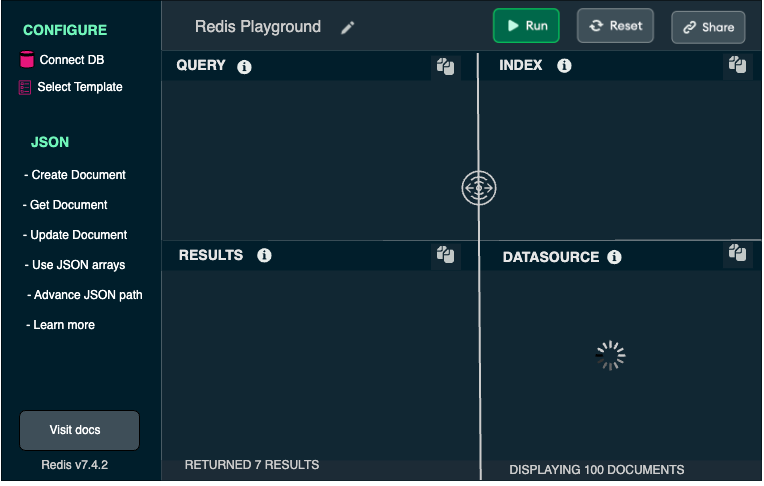 CONFIGURE
Connect DB
Select Template
JSON
- Create Document
- Get Document
- Update Document
- Use JSON arrays
- Advance JSON path
- Learn more
Visit docs
Redis v7.4.2
Redis Playground
Run
Reset
Share
QUERY
INDEX
RESULTS
DATASOURCE
RETURNED 7 RESULTS
DISPLAYING 100 DOCUMENTS